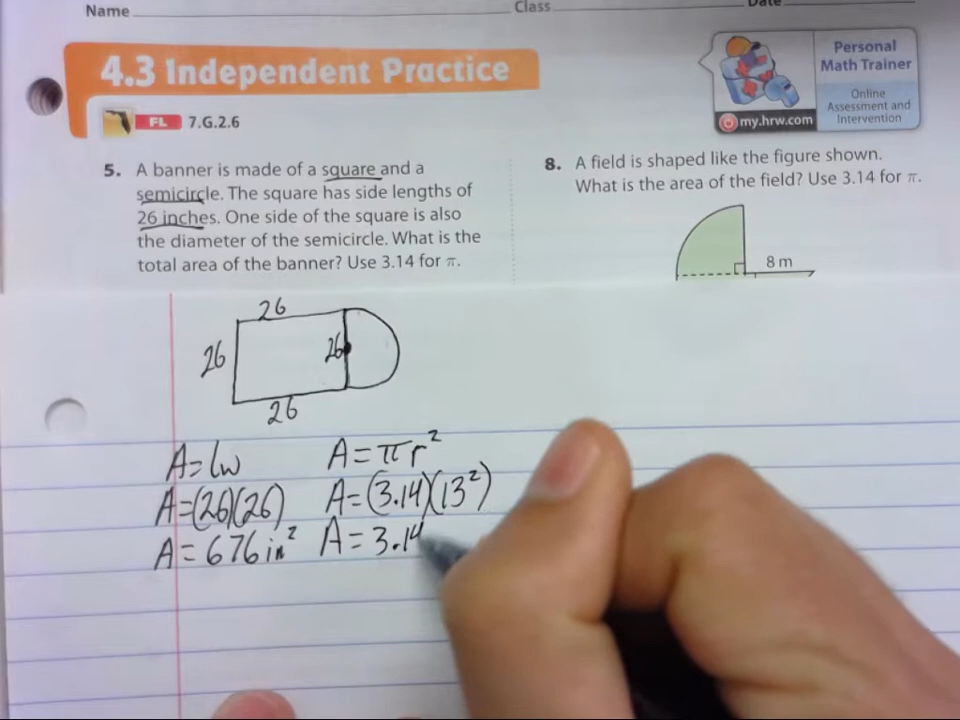 Name Class Date
4.3 Independent Practice
FL 7.G.2.6
Personal
Math Trainer
Online
Assessment and
Intervention
my.hrw.com
5. A banner is made of a square and a
semicircle. The square has side lengths of
26 inches. One side of the square is also
the diameter of the semicircle. What is the
total area of the banner? Use 3.14 for π.
8. A field is shaped like the figure shown.
What is the area of the field? Use 3.14 for π.
8 m
26
26 26
26
A=lw
A=(26)(26)
A=676in²
A=πr²
A=(3.14)(13²)
A=3.14